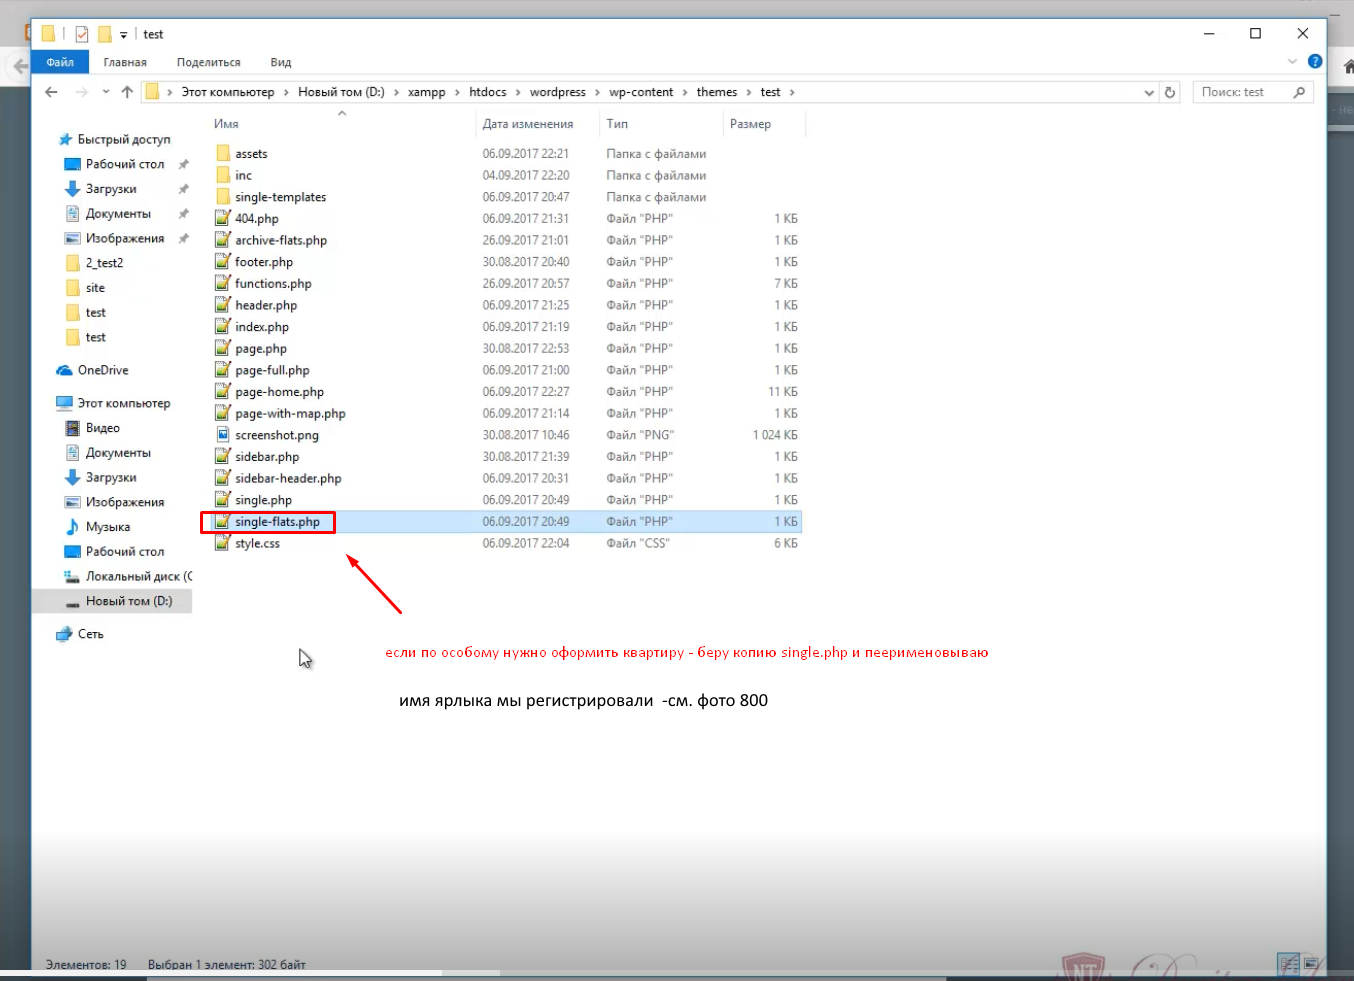 test
Файл Главная Поделиться Вид
Этот компьютер Новый том (D:) xampp htdocs wordpress wp-content themes test Поиск: test
Имя Дата изменения Тип Размер
Быстрый доступ
Рабочий стол
Загрузки
Документы
Изображения
2_test2
site
test
test
OneDrive
Этот компьютер
Видео
Документы
Загрузки
Изображения
Музыка
Рабочий стол
Локальный диск (C
Новый том (D:)
Сеть
assets 06.09.2017 22:21 Папка с файлами
inc 04.09.2017 22:20 Папка с файлами
single-templates 06.09.2017 20:47 Папка с файлами
404.php 06.09.2017 21:31 Файл "PHP" 1 КБ
archive-flats.php 26.09.2017 21:01 Файл "PHP" 1 КБ
footer.php 30.08.2017 20:40 Файл "PHP" 1 КБ
functions.php 26.09.2017 20:57 Файл "PHP" 7 КБ
header.php 06.09.2017 21:25 Файл "PHP" 1 КБ
index.php 06.09.2017 21:19 Файл "PHP" 1 КБ
page.php 30.08.2017 22:53 Файл "PHP" 1 КБ
page-full.php 06.09.2017 21:00 Файл "PHP" 1 КБ
page-home.php 06.09.2017 22:27 Файл "PHP" 11 КБ
page-with-map.php 06.09.2017 21:14 Файл "PHP" 1 КБ
screenshot.png 30.08.2017 10:46 Файл "PNG" 1 024 КБ
sidebar.php 30.08.2017 21:39 Файл "PHP" 1 КБ
sidebar-header.php 06.09.2017 20:31 Файл "PHP" 1 КБ
single.php 06.09.2017 20:49 Файл "PHP" 1 КБ
single-flats.php 06.09.2017 20:49 Файл "PHP" 1 КБ
style.css 06.09.2017 22:04 Файл "CSS" 6 КБ
если по особому нужно оформить квартиру - беру копию single.php и пеерименовываю
имя ярлыка мы регистрировали -см. фото 800
Элементов: 19 Выбран 1 элемент: 302 байт
NT